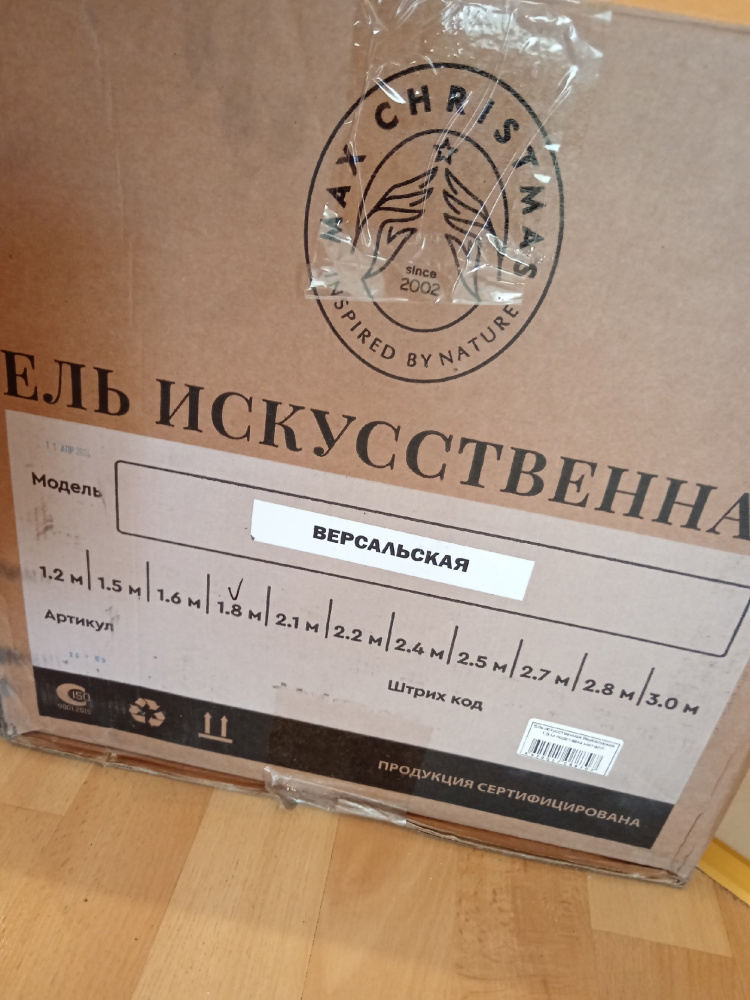 MAX CHRISTMAS
since
2002
INSPIRED BY NATURE
ЕЛЬ ИСКУССТВЕННА
Модель
ВЕРСАЛЬСКАЯ
1.2 м 1.5 м 1.6 м 1.8 м 2.1 м 2.2 м 2.4 м 2.5 м 2.7 м 2.8 м 3.0 м
Артикул
Штрих код
ISO
ПРОДУКЦИЯ СЕРТИФИЦИРОВАНА